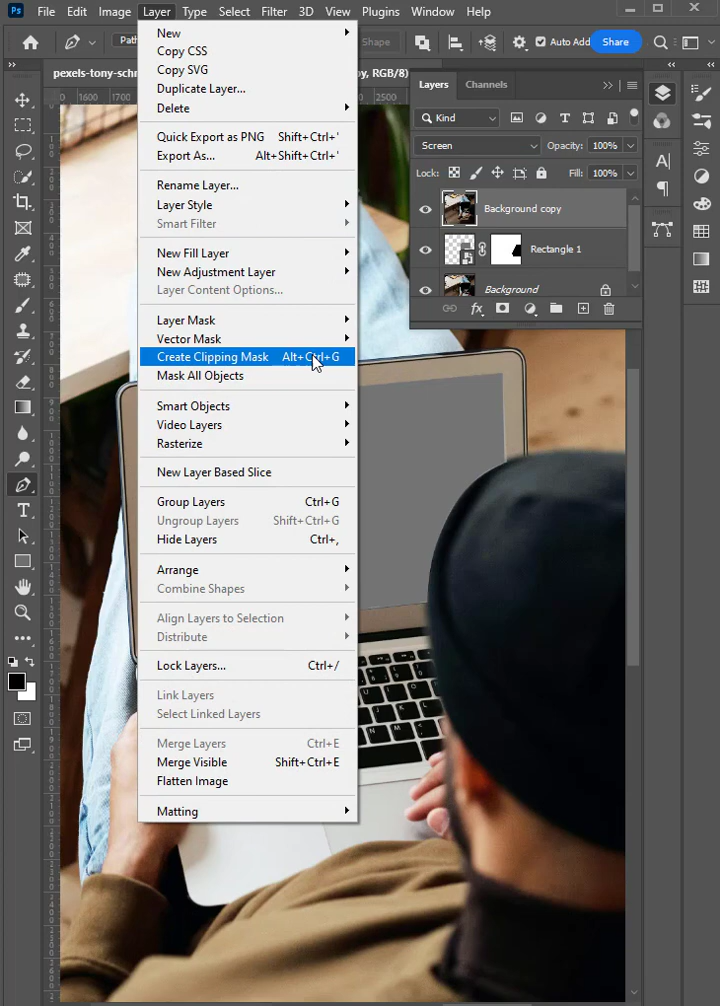 Ps File Edit Image Layer Type Select Filter 3D View Plugins Window Help
Path
Shape
Auto Add
Share
pexels-tony-schn
py, RGB/8)
1600 1700
2500
New
Copy CSS
Copy SVG
Duplicate Layer...
Delete
Quick Export as PNG Shift+Ctrl+'
Export As... Alt+Shift+Ctrl+'
Rename Layer...
Layer Style
Smart Filter
New Fill Layer
New Adjustment Layer
Layer Content Options...
Layer Mask
Vector Mask
Create Clipping Mask Alt+Ctrl+G
Mask All Objects
Smart Objects
Video Layers
Rasterize
New Layer Based Slice
Group Layers Ctrl+G
Ungroup Layers Shift+Ctrl+G
Hide Layers Ctrl+,
Arrange
Combine Shapes
Align Layers to Selection
Distribute
Lock Layers... Ctrl+/
Link Layers
Select Linked Layers
Merge Layers Ctrl+E
Merge Visible Shift+Ctrl+E
Flatten Image
Matting
Layers Channels
Kind
Screen Opacity: 100%
Lock: Fill: 100%
Background copy
Rectangle 1
Background